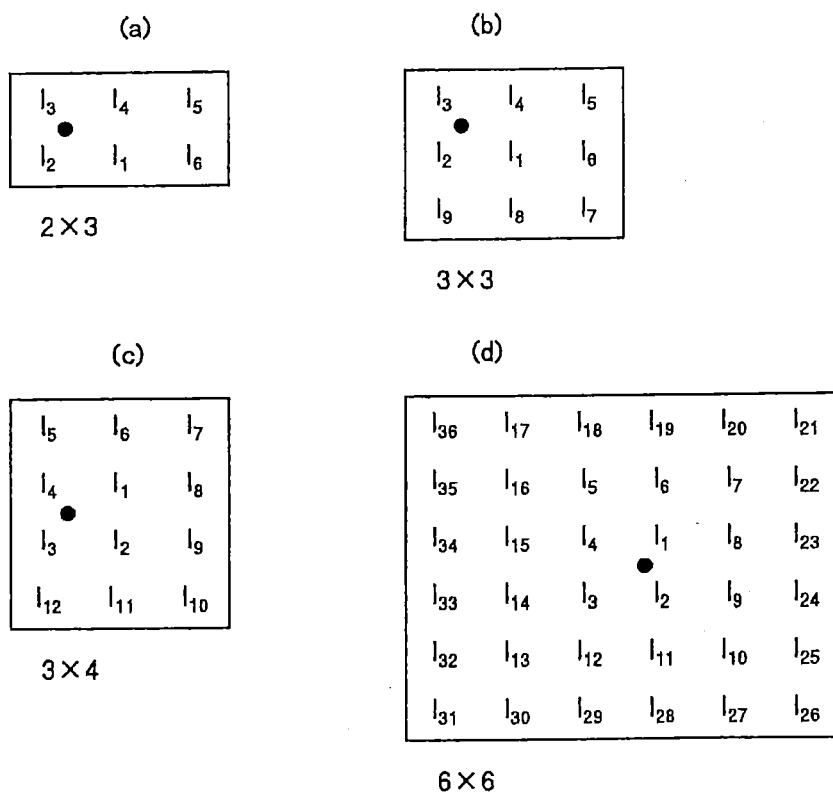 (a)
I₃ I₄ I₅
I₂ I₁ I₆
2×3
(b)
I₃ I₄ I₅
I₂ I₁ I₆
I₉ I₈ I₇
3×3
(c)
I₅ I₆ I₇
I₄ I₁ I₈
I₃ I₂ I₉
I₁₂ I₁₁ I₁₀
3×4
(d)
I₃₆ I₁₇ I₁₈ I₁₉ I₂₀ I₂₁
I₃₅ I₁₆ I₅ I₆ I₇ I₂₂
I₃₄ I₁₅ I₄ I₁ I₈ I₂₃
I₃₃ I₁₄ I₃ I₂ I₉ I₂₄
I₃₂ I₁₃ I₁₂ I₁₁ I₁₀ I₂₅
I₃₁ I₃₀ I₂₉ I₂₈ I₂₇ I₂₆
6×6